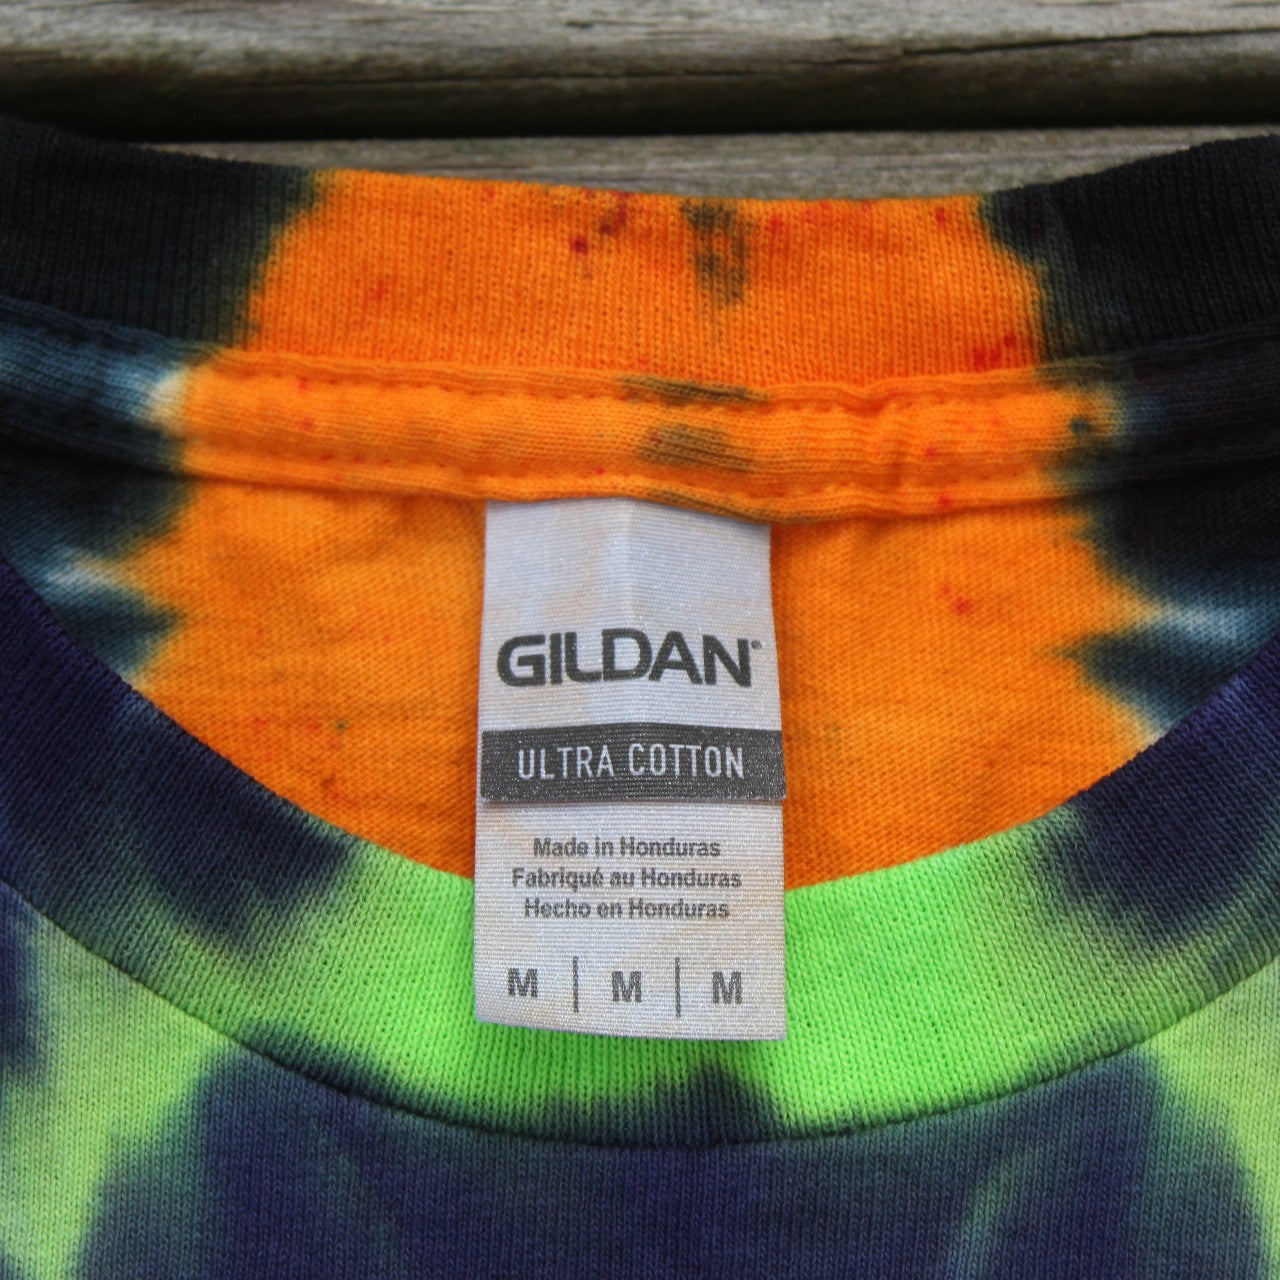 GILDAN®
ULTRA COTTON
Made in Honduras
Fabriqué au Honduras
Hecho en Honduras
M | M | M